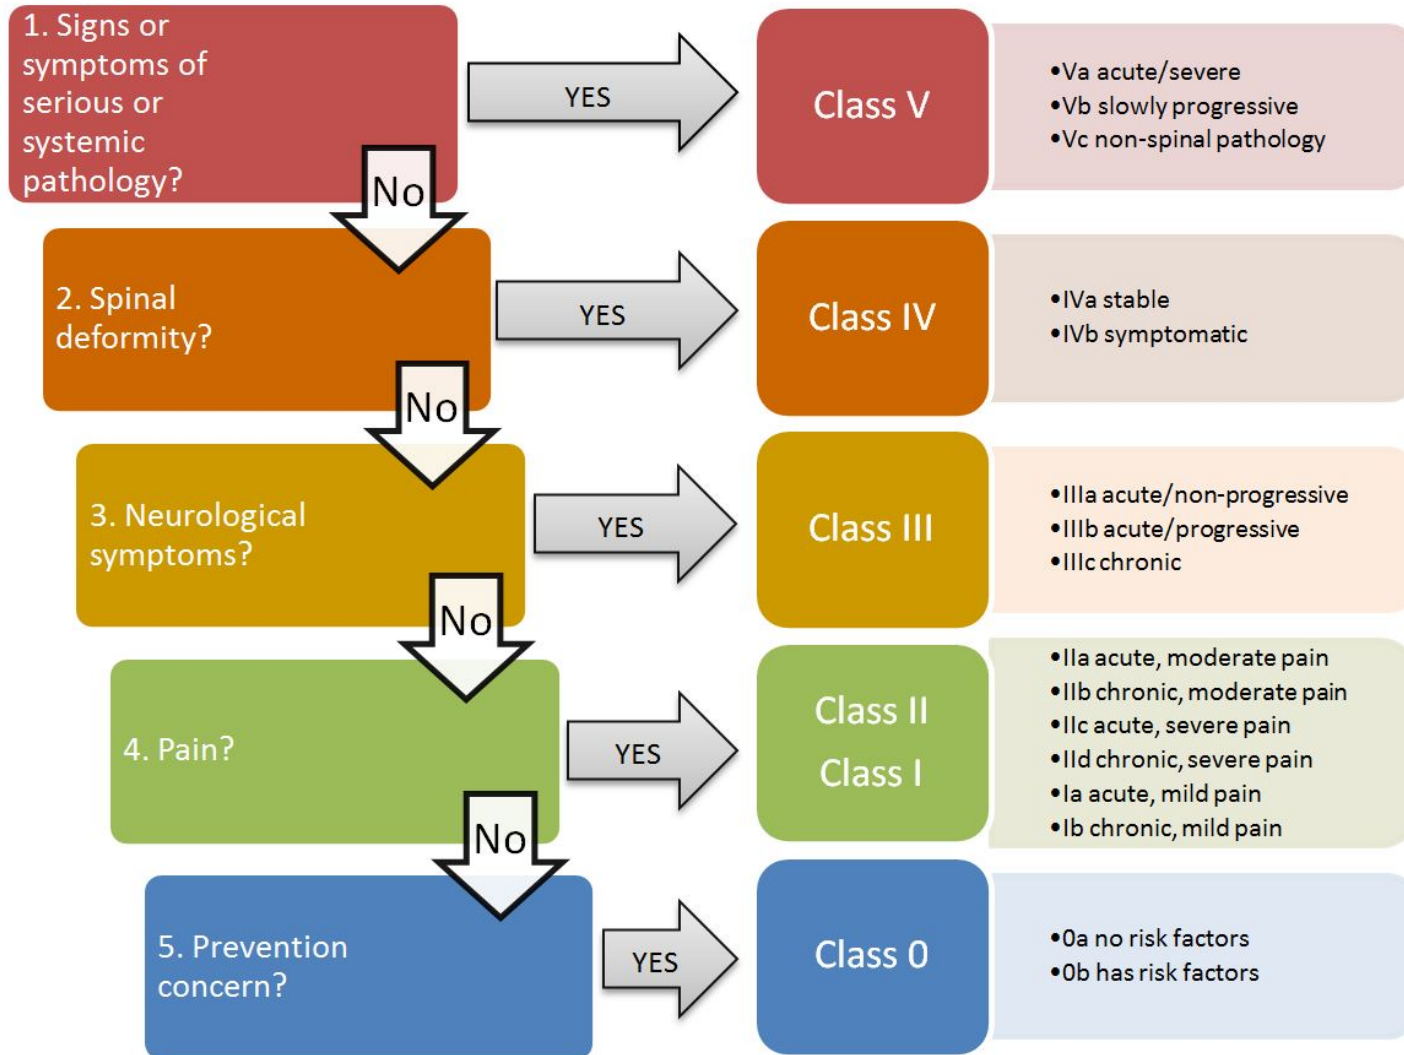 1. Signs or
symptoms of
serious or
systemic
pathology?
YES
Class V
•Va acute/severe
•Vb slowly progressive
•Vc non-spinal pathology
No
2. Spinal
deformity?
YES
Class IV
•IVa stable
•IVb symptomatic
No
3. Neurological
symptoms?
YES
Class III
•IIIa acute/non-progressive
•IIIb acute/progressive
•IIIc chronic
No
4. Pain?
YES
Class II
Class I
•IIa acute, moderate pain
•IIb chronic, moderate pain
•IIc acute, severe pain
•IId chronic, severe pain
•Ia acute, mild pain
•Ib chronic, mild pain
No
5. Prevention
concern?
YES
Class 0
•0a no risk factors
•0b has risk factors